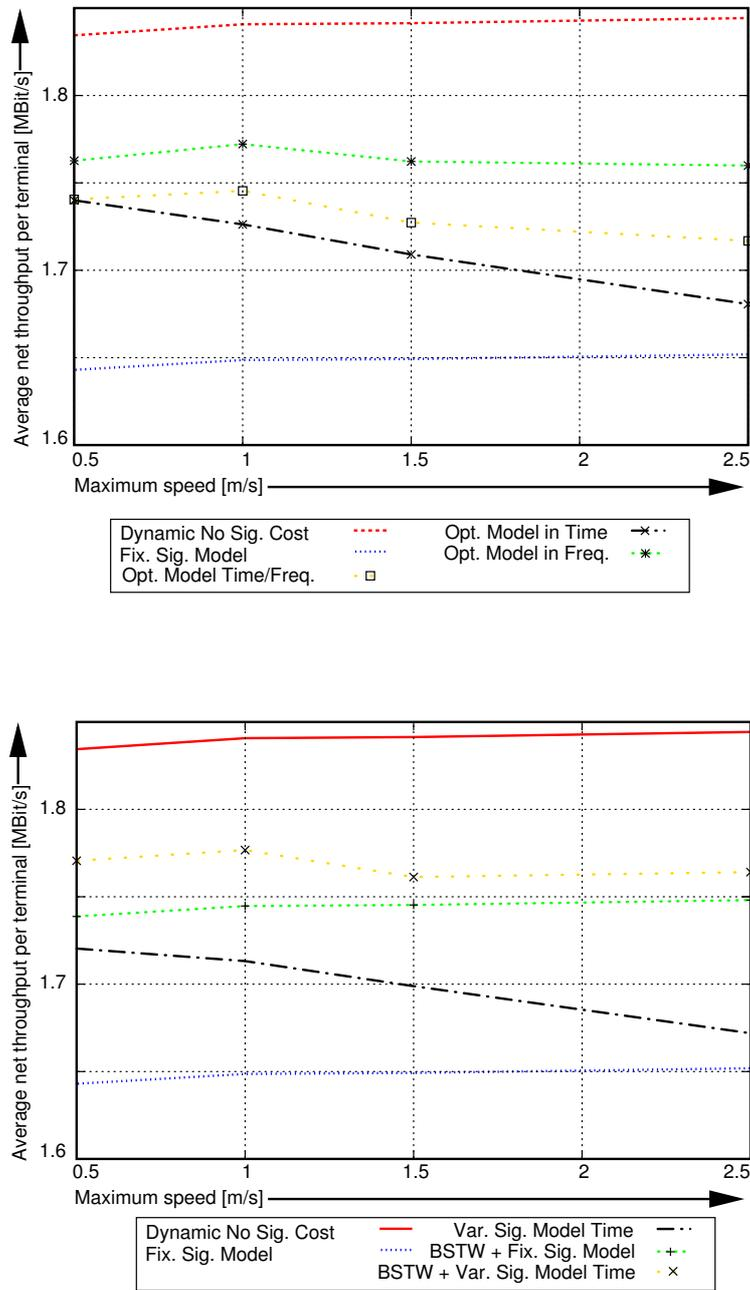 Average net throughput per terminal [MBit/s]
1.8
1.7
1.6
0.5 1 1.5 2 2.5
Maximum speed [m/s]
Dynamic No Sig. Cost
Fix. Sig. Model
Opt. Model Time/Freq.
Opt. Model in Time
Opt. Model in Freq.
Average net throughput per terminal [MBit/s]
1.8
1.7
1.6
0.5 1 1.5 2 2.5
Maximum speed [m/s]
Dynamic No Sig. Cost
Fix. Sig. Model
Var. Sig. Model Time
BSTW + Fix. Sig. Model
BSTW + Var. Sig. Model Time